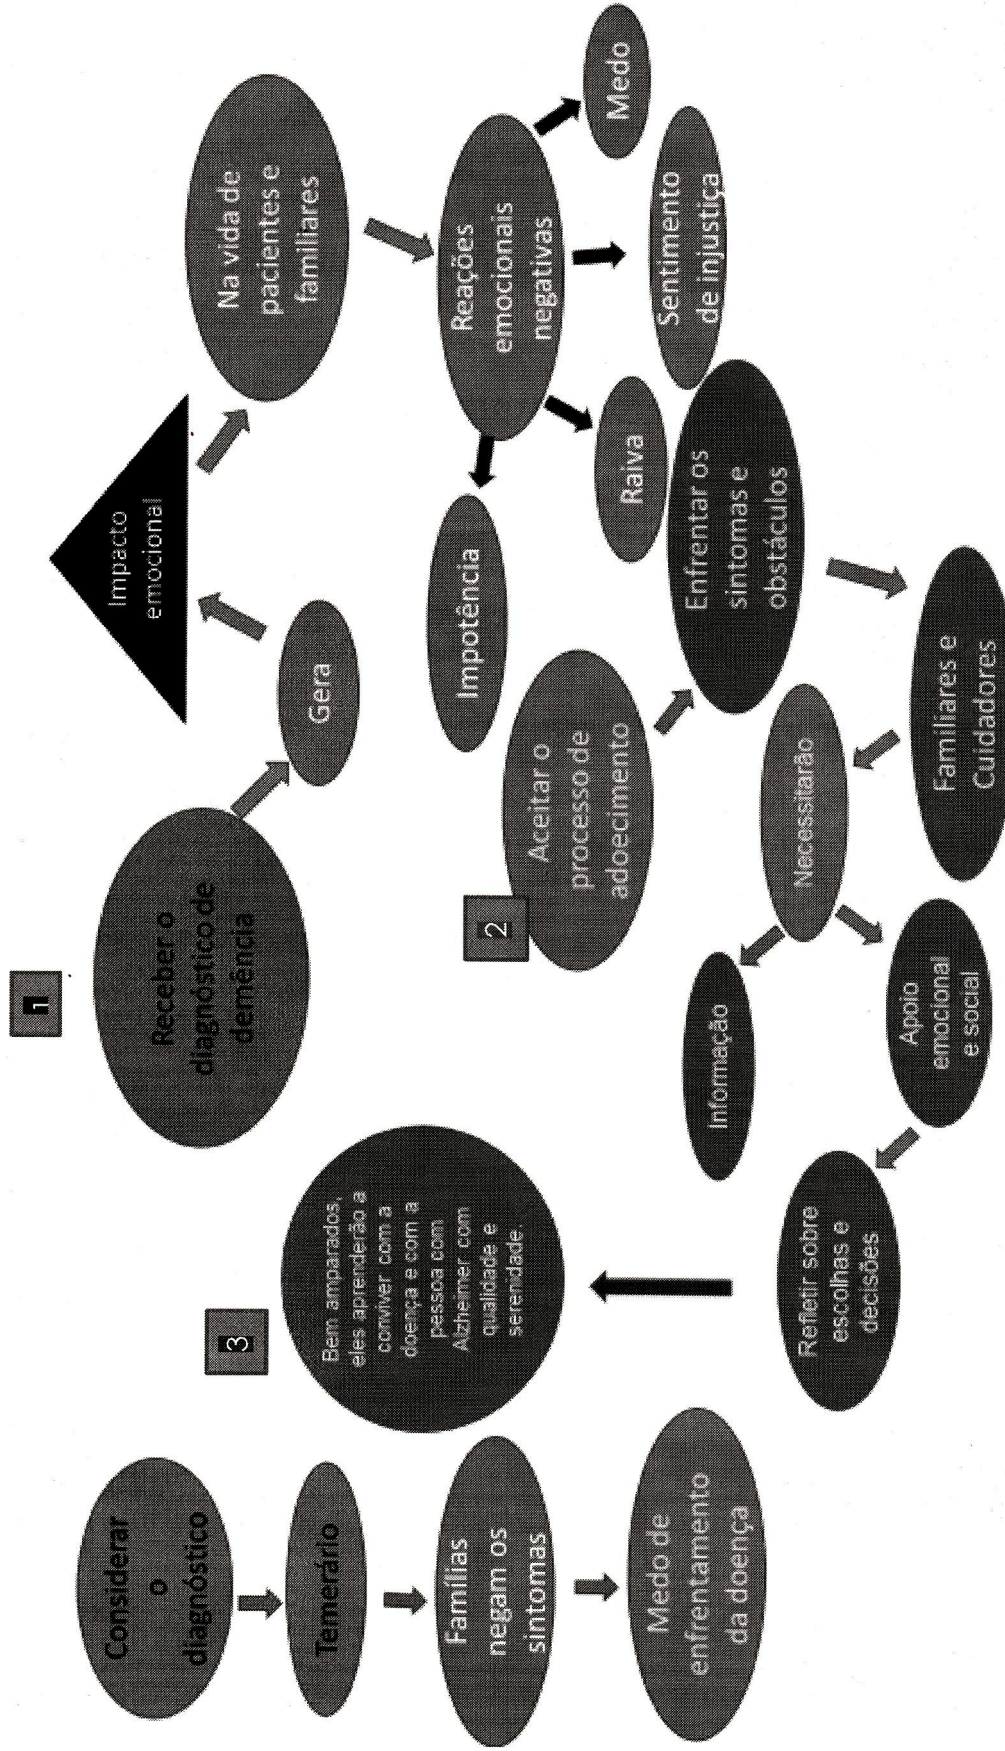 Considerar
o
diagnóstico
Temerário
Famílias
negam os
sintomas
Medo de
enfrentamento
da doença
1
Receber o
diagnóstico de
demência
Gera
Impacto
emocional
Na vida de
pacientes e
familiares
Reações
emocionais
negativas
Impotência
Raiva
Sentimento
de injustiça
Medo
2
Aceitar o
processo de
adoecimento
Enfrentar os
sintomas e
obstáculos
Familiares e
Cuidadores
Necessitarão
Informação
Apoio
emocional
e social
Refletir sobre
escolhas e
decisões
3
Bem amparados,
eles aprenderão a
conviver com a
doença e com a
pessoa com
Alzheimer com
qualidade e
serenidade.